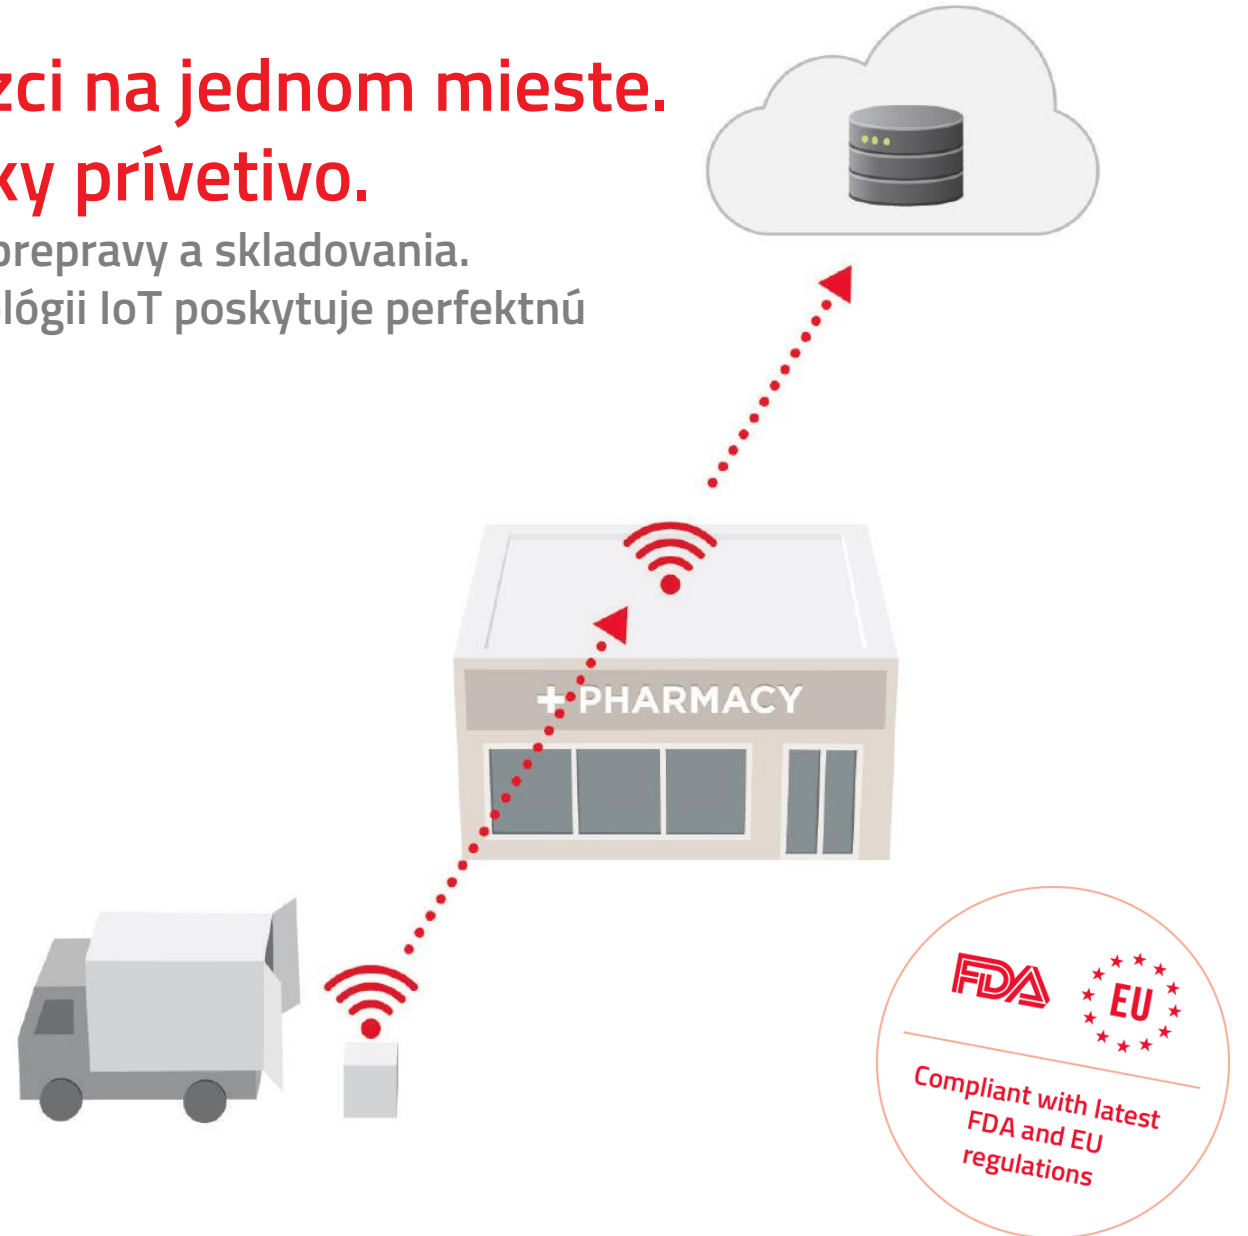 zci na jednom mieste.
ky prívetivo.
prepravy a skladovania.
lógii IoT poskytuje perfektnú
+ PHARMACY
FDA
EU
Compliant with latest
FDA and EU
regulations